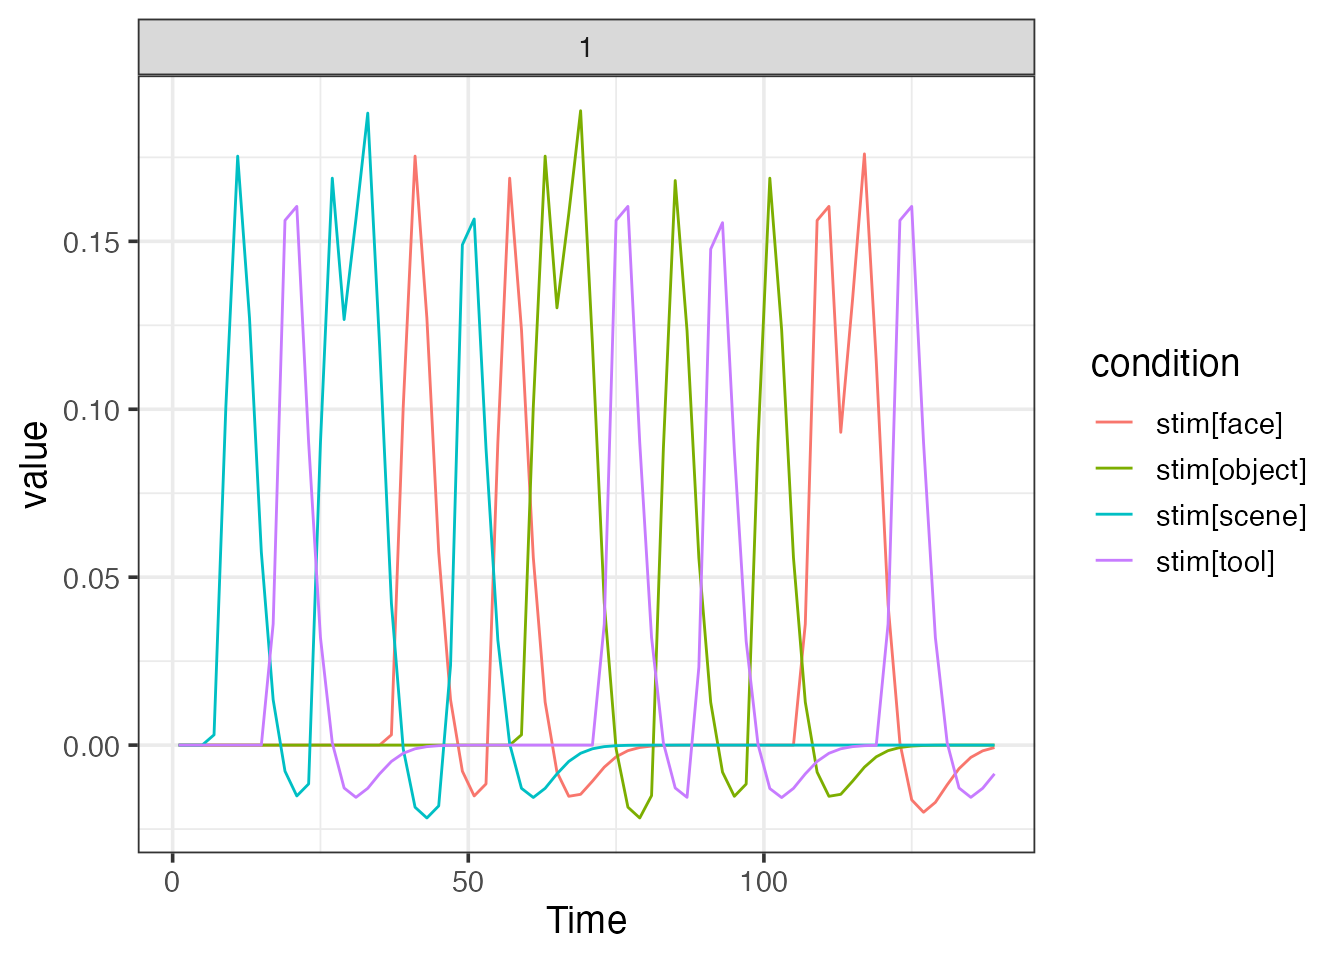 1
value
0.15
0.10
0.05
0.00
0 50 100
Time
condition
stim[face]
stim[object]
stim[scene]
stim[tool]